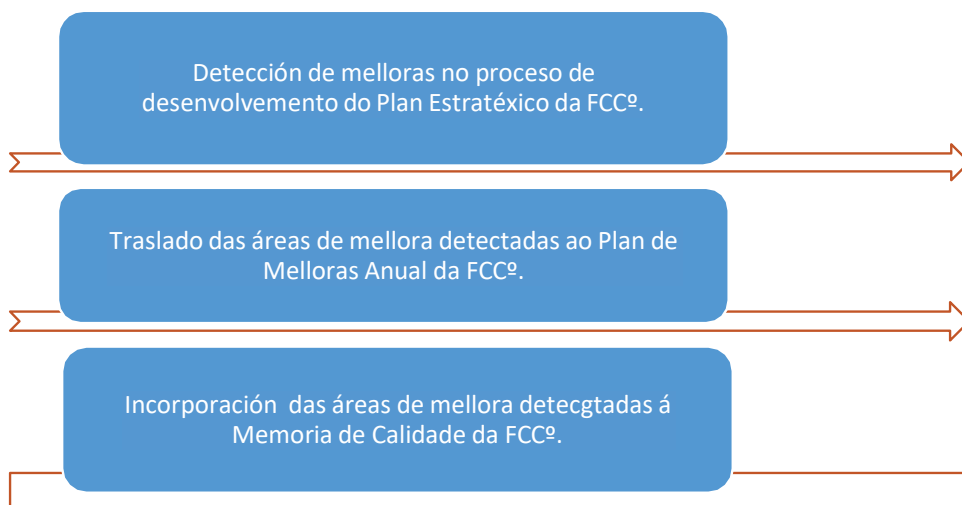 Detección de melloras no proceso de
desenvolvemento do Plan Estratéxico da FCCº.
Traslado das áreas de mellora detectadas ao Plan de
Melloras Anual da FCCº.
Incorporación  das áreas de mellora detecgtadas á
Memoria de Calidade da FCCº.